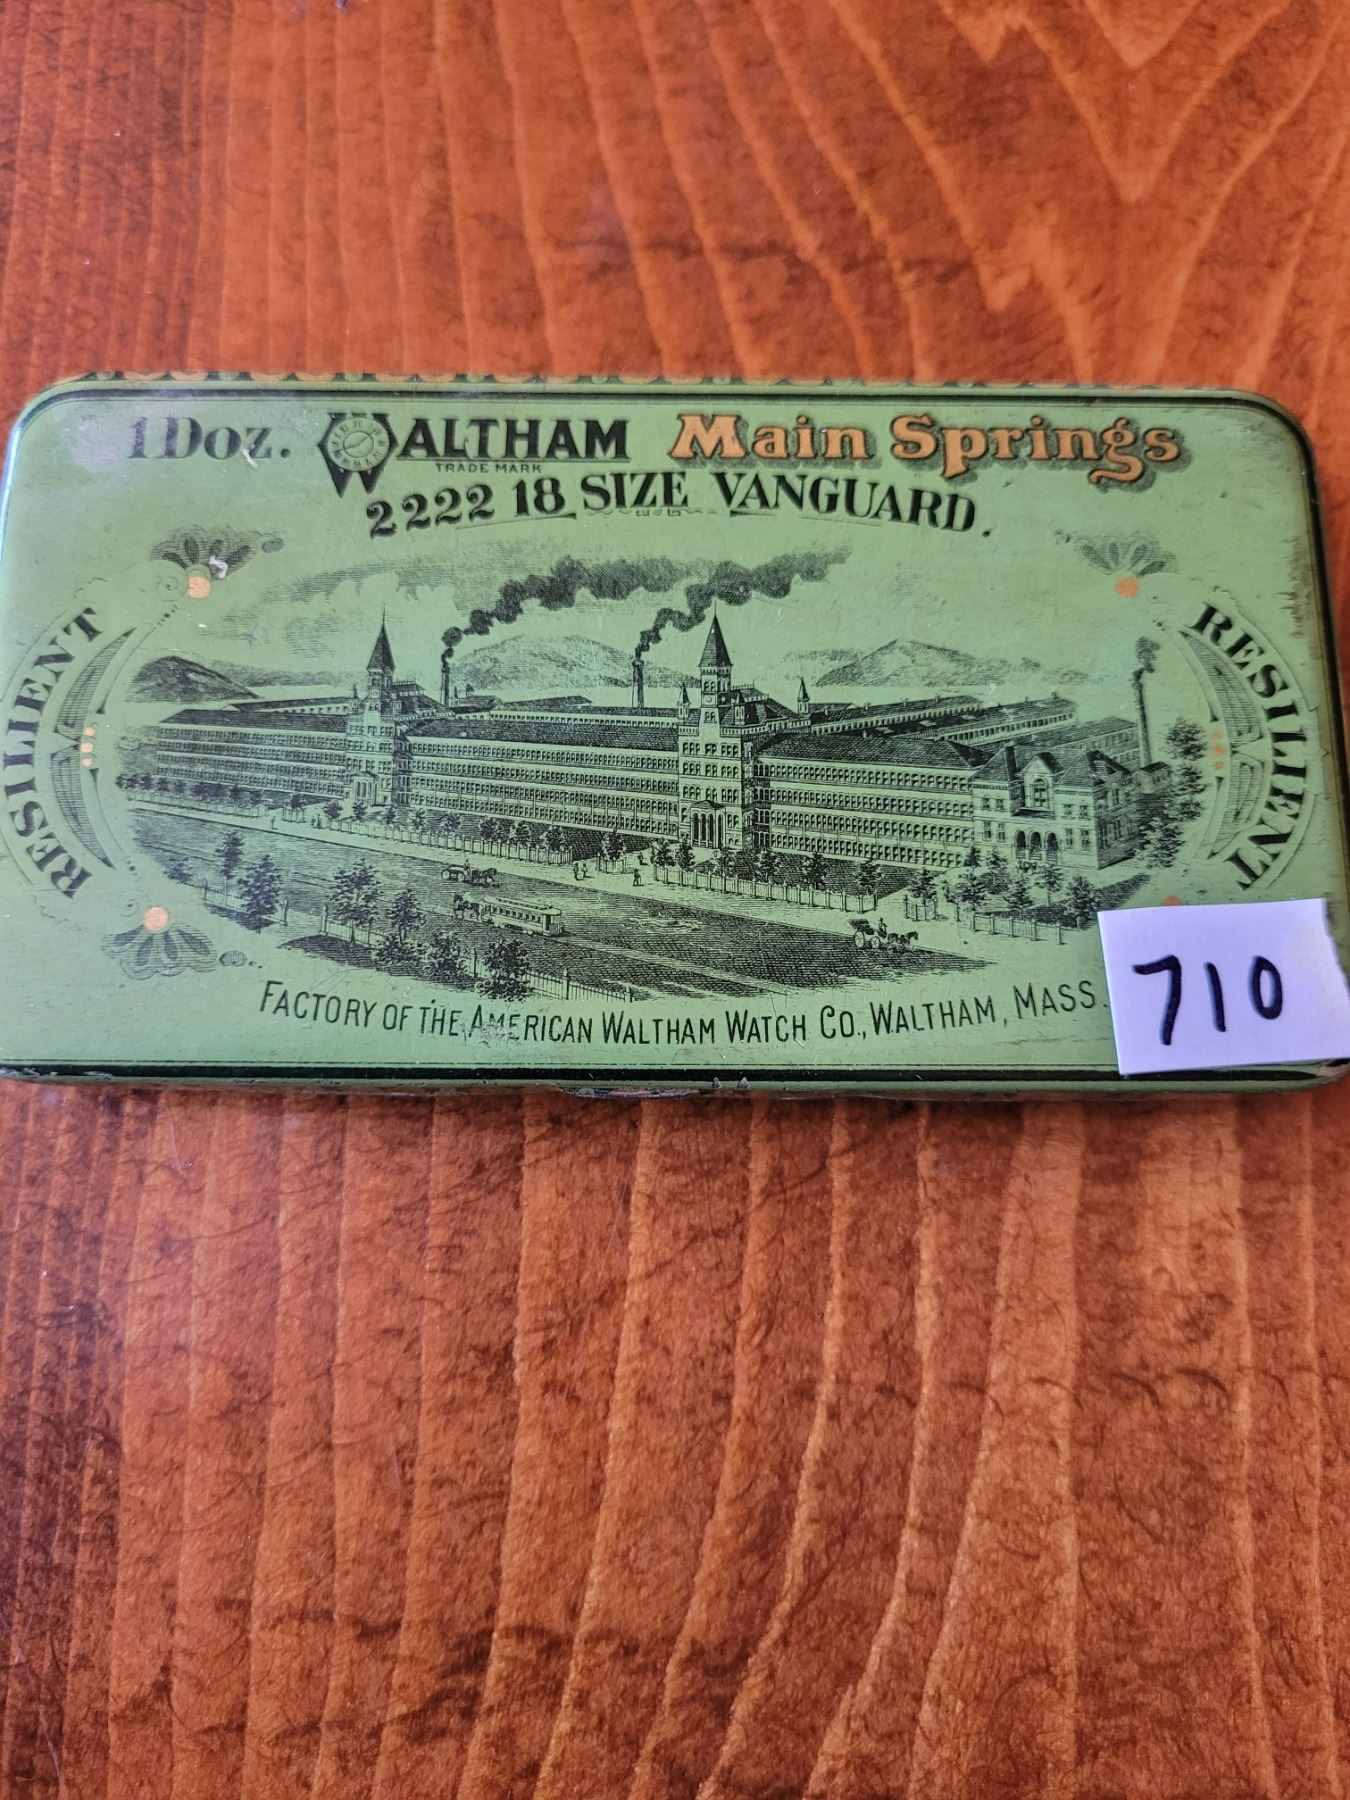 1 Doz. WALTHAM Main Springs
TRADE MARK
2222 18 SIZE VANGUARD.
RESILIENT
RESILIENT
FACTORY OF THE AMERICAN WALTHAM WATCH CO., WALTHAM, MASS.
710